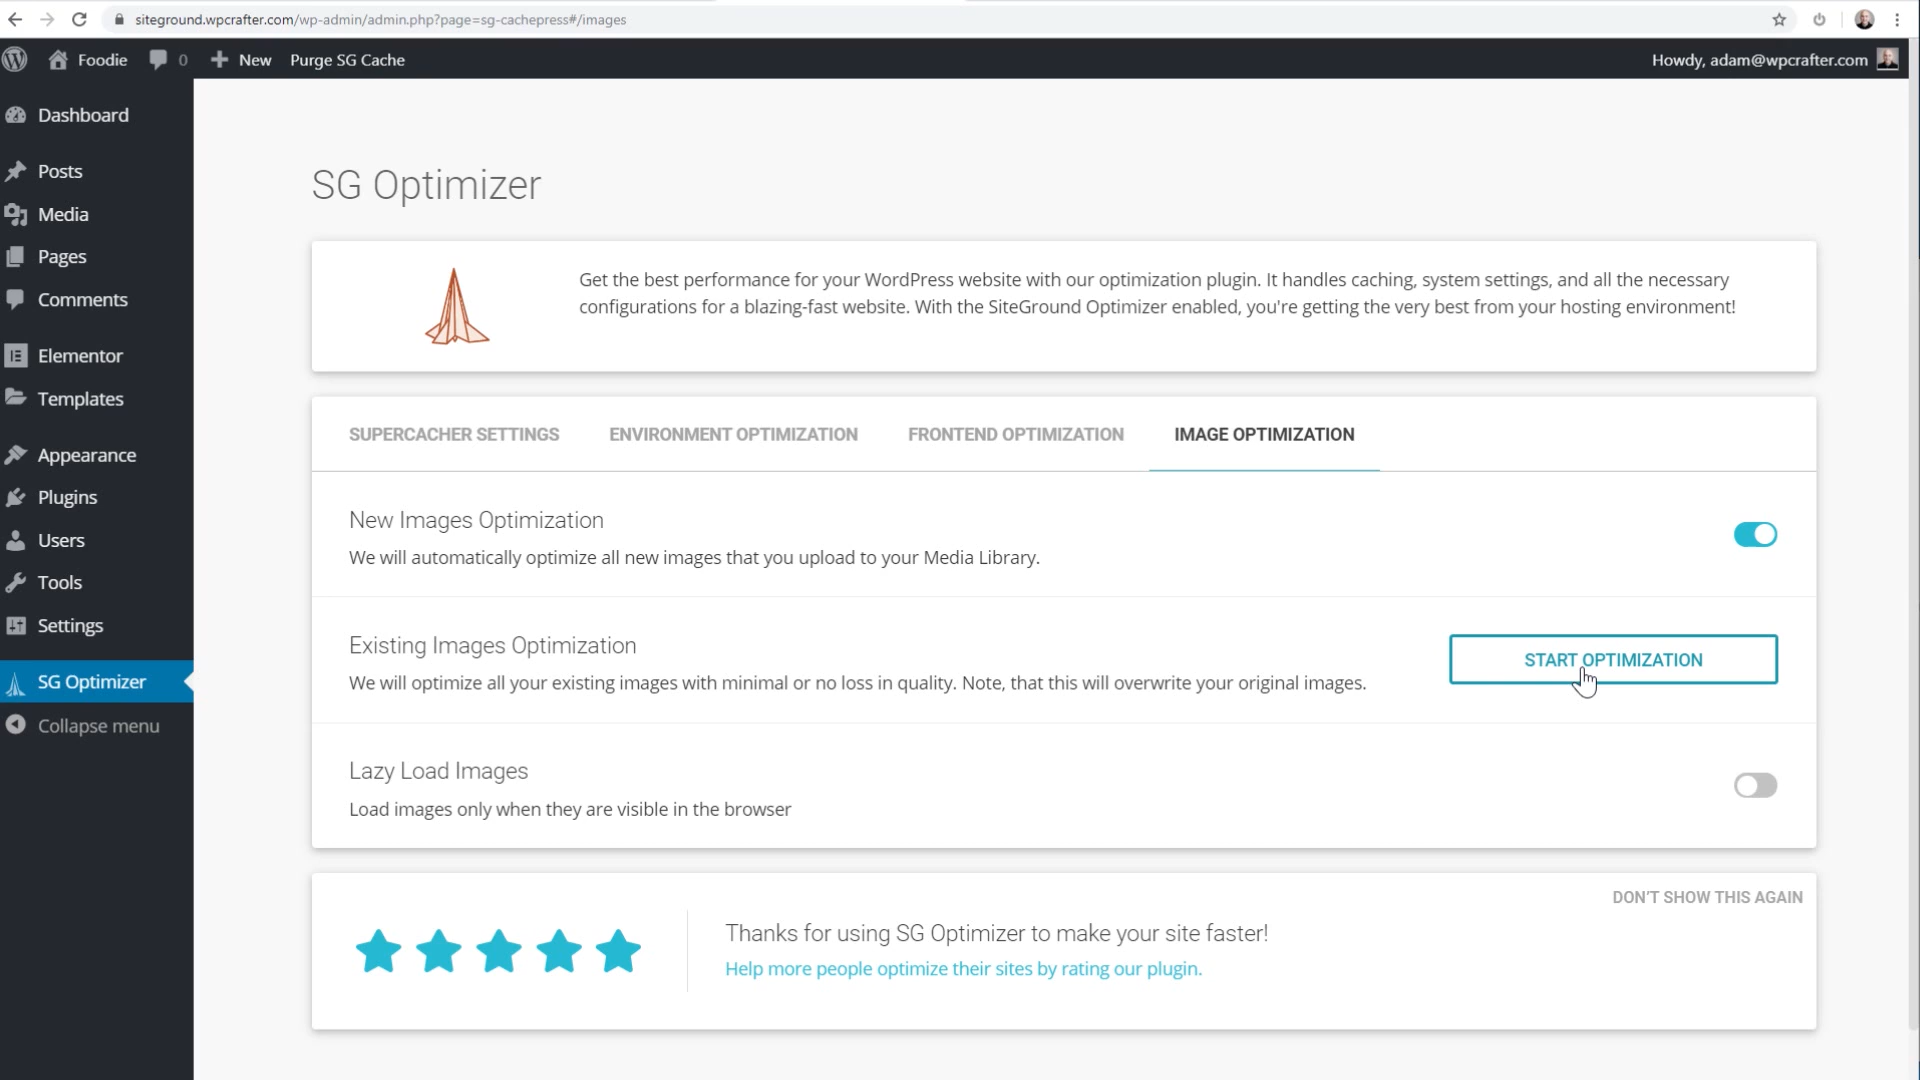 siteground.wpcrafter.com/wp-admin/admin.php?page=sg-cachepress#/images
Foodie
0
New
Purge SG Cache
Howdy, adam@wpcrafter.com
Dashboard
Posts
Media
Pages
Comments
Elementor
Templates
Appearance
Plugins
Users
Tools
Settings
SG Optimizer
Collapse menu
SG Optimizer
Get the best performance for your WordPress website with our optimization plugin. It handles caching, system settings, and all the necessary
configurations for a blazing-fast website. With the SiteGround Optimizer enabled, you're getting the very best from your hosting environment!
SUPERCACHER SETTINGS
ENVIRONMENT OPTIMIZATION
FRONTEND OPTIMIZATION
IMAGE OPTIMIZATION
New Images Optimization
We will automatically optimize all new images that you upload to your Media Library.
Existing Images Optimization
We will optimize all your existing images with minimal or no loss in quality. Note, that this will overwrite your original images.
START OPTIMIZATION
Lazy Load Images
Load images only when they are visible in the browser
DON'T SHOW THIS AGAIN
Thanks for using SG Optimizer to make your site faster!
Help more people optimize their sites by rating our plugin.